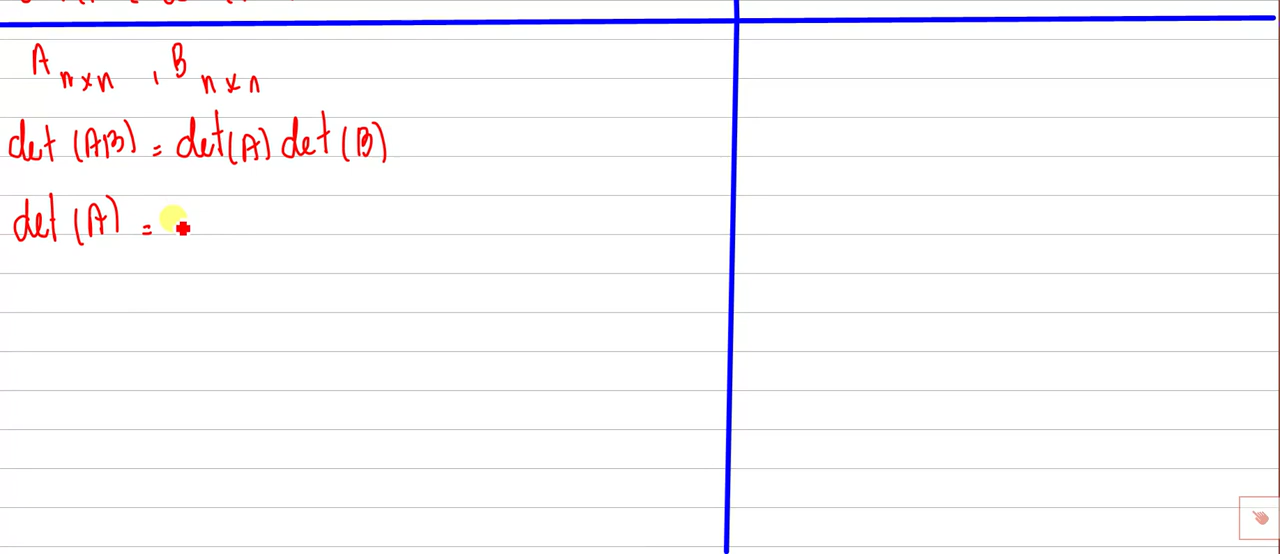 A n×n , B n×n
det (AB) = det(A) det (B)
det (A) =